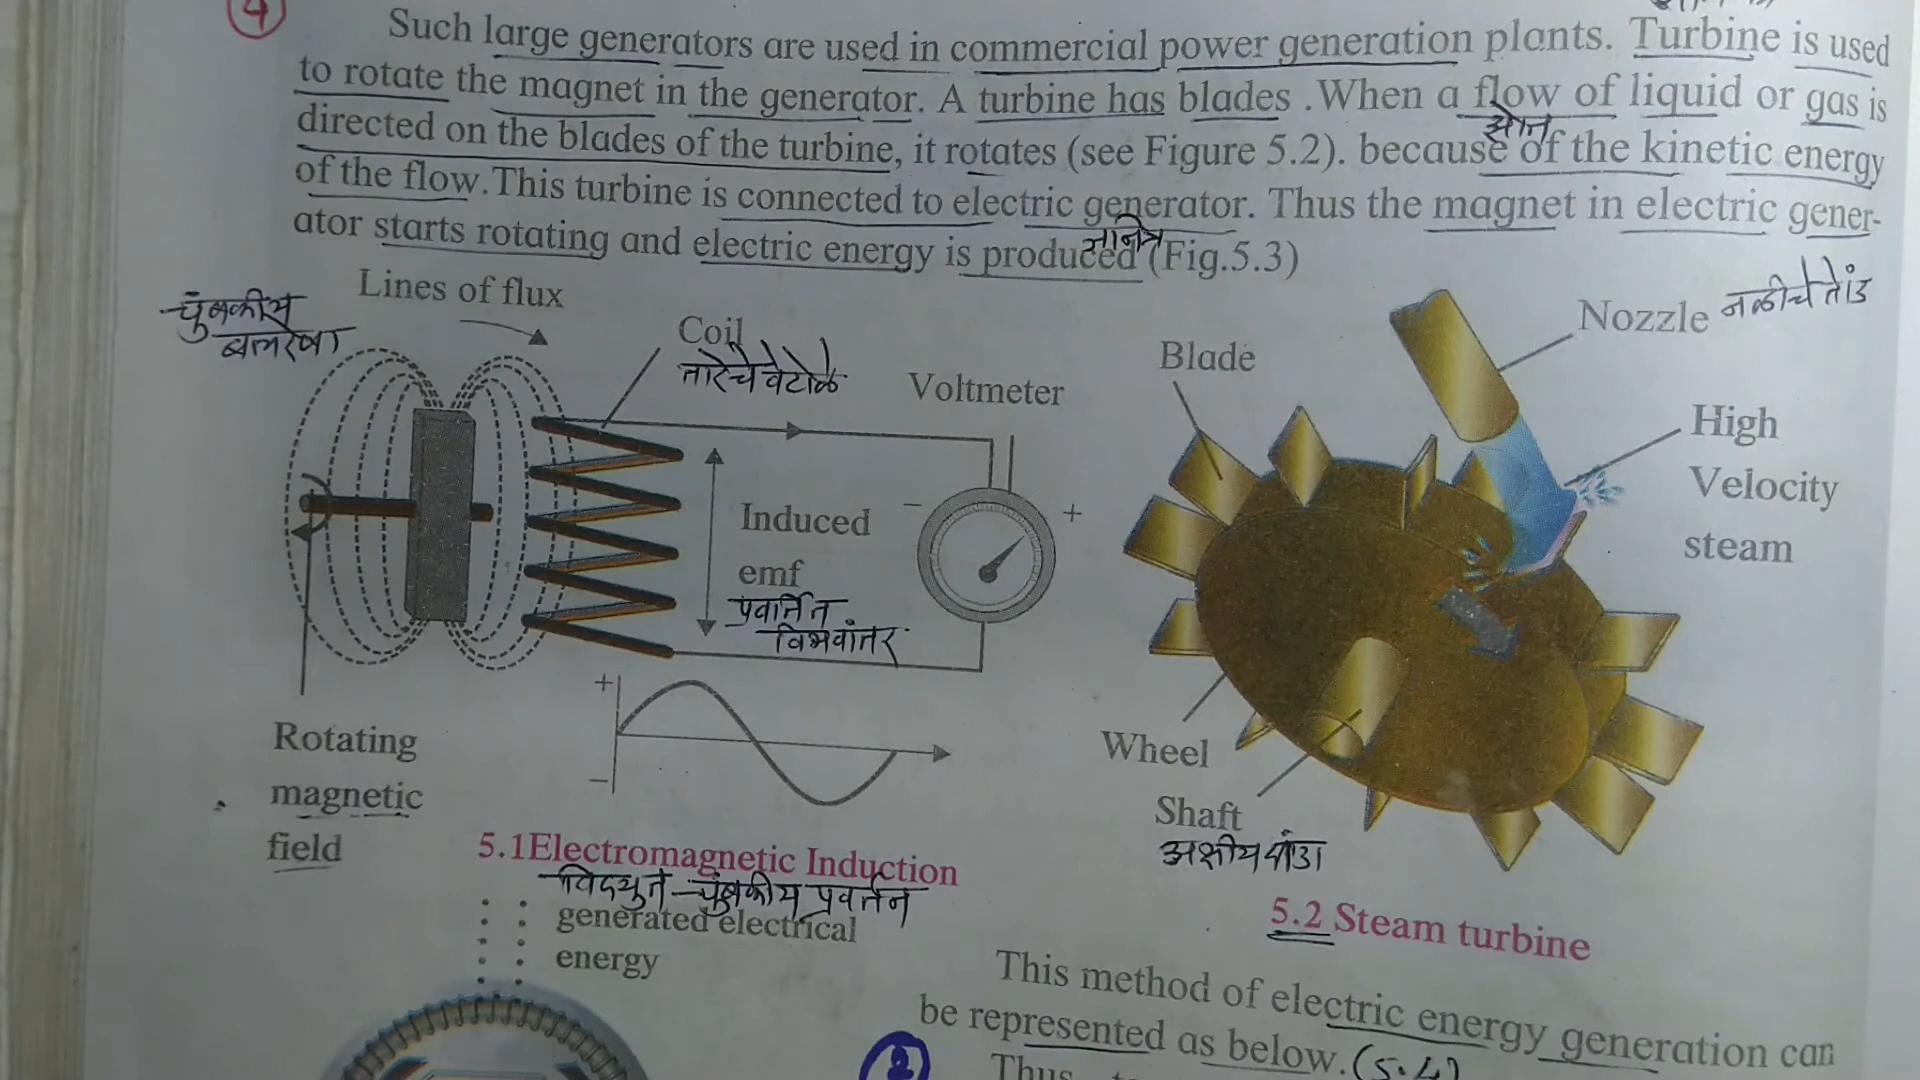 4
Such large generators are used in commercial power generation plants. Turbine is used
to rotate the magnet in the generator. A turbine has blades .When a flow of liquid or gas is
स्रोत
directed on the blades of the turbine, it rotates (see Figure 5.2). because of the kinetic energy
of the flow.This turbine is connected to electric generator. Thus the magnet in electric gener-
ator starts rotating and electric energy is produced (Fig.5.3)
Lines of flux
चुंबकीय
बलरेषा
Coil
तारेचे वेटोळे
Voltmeter
Induced
emf
प्रवर्तित
विभवांतर
−
+
+
−
Rotating
magnetic
field
5.1Electromagnetic Induction
विद्युत-चुंबकीय प्रवर्तन
generated electrical
energy
Nozzle नळीचे तोंड
Blade
High
Velocity
steam
Wheel
Shaft
अक्षीय दांडा
5.2 Steam turbine
This method of electric energy generation can
be represented as below. (5.4)
2
Thus